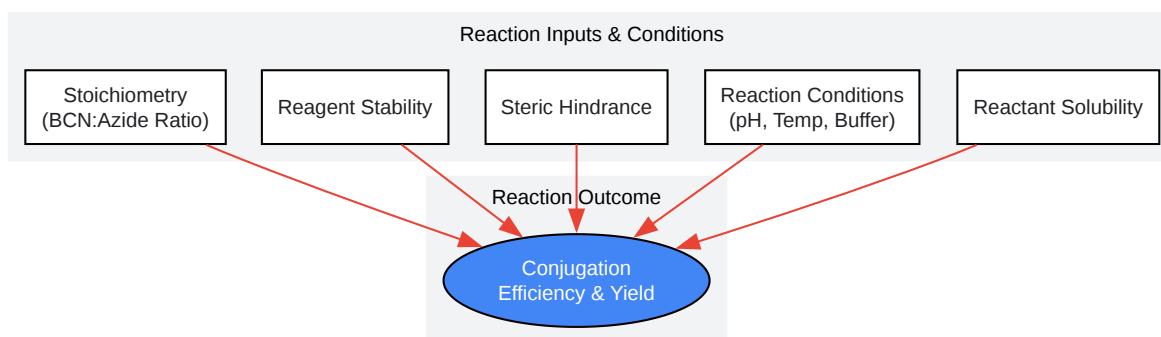 Reaction Inputs & Conditions
Stoichiometry
(BCN:Azide Ratio)
Reagent Stability
Steric Hindrance
Reaction Conditions
(pH, Temp, Buffer)
Reactant Solubility
Reaction Outcome
Conjugation
Efficiency & Yield